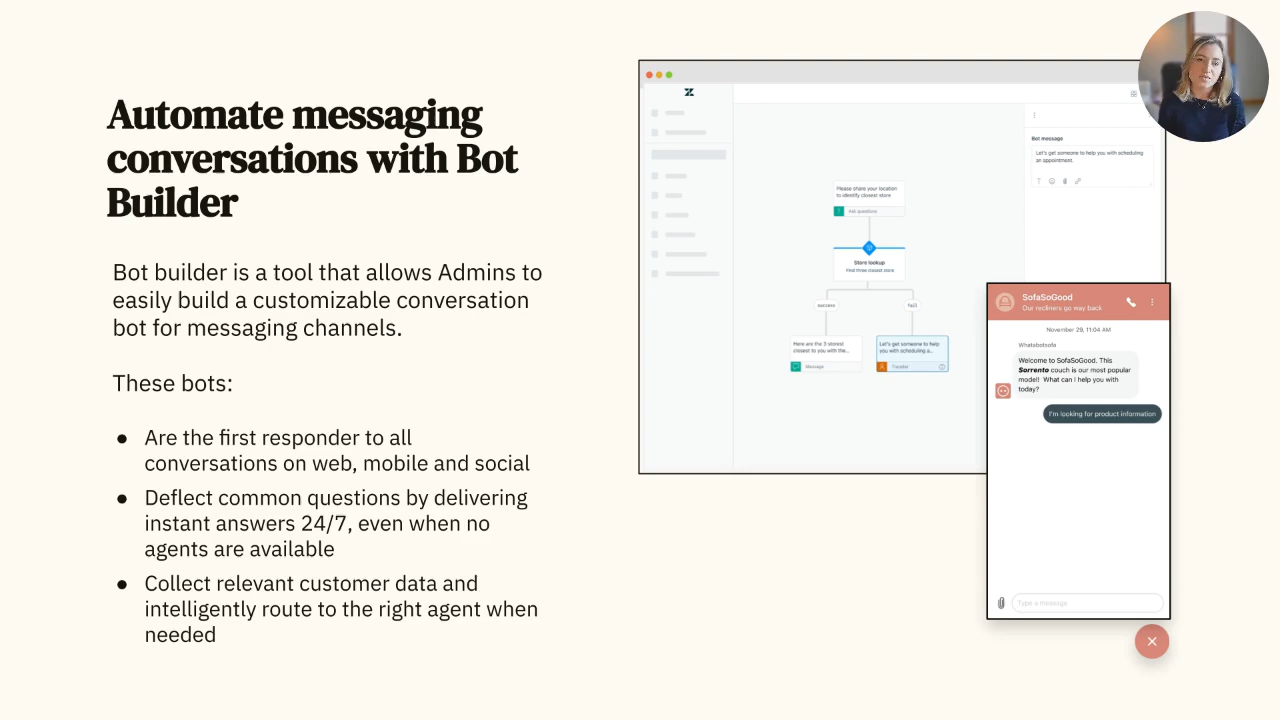 Automate messaging
conversations with Bot
Builder
Bot builder is a tool that allows Admins to
easily build a customizable conversation
bot for messaging channels.
These bots:
● Are the first responder to all
conversations on web, mobile and social
● Deflect common questions by delivering
instant answers 24/7, even when no
agents are available
● Collect relevant customer data and
intelligently route to the right agent when
needed
Bot message
Let's get someone to help you with scheduling
an appointment.
Please share your location
to identify closest store
Ask questions
Store lookup
Find three closest store
success
fail
Here are the 3 storest
closest to you with the...
Message
Let's get someone to help
you with scheduling a...
Transfer
SofaSoGood
Our recliners go way back
November 29, 11:04 AM
Whatsbotsofa
Welcome to SofaSoGood. This
Sorrento couch is our most popular
model! What can I help you with
today?
I'm looking for product information
Type a message